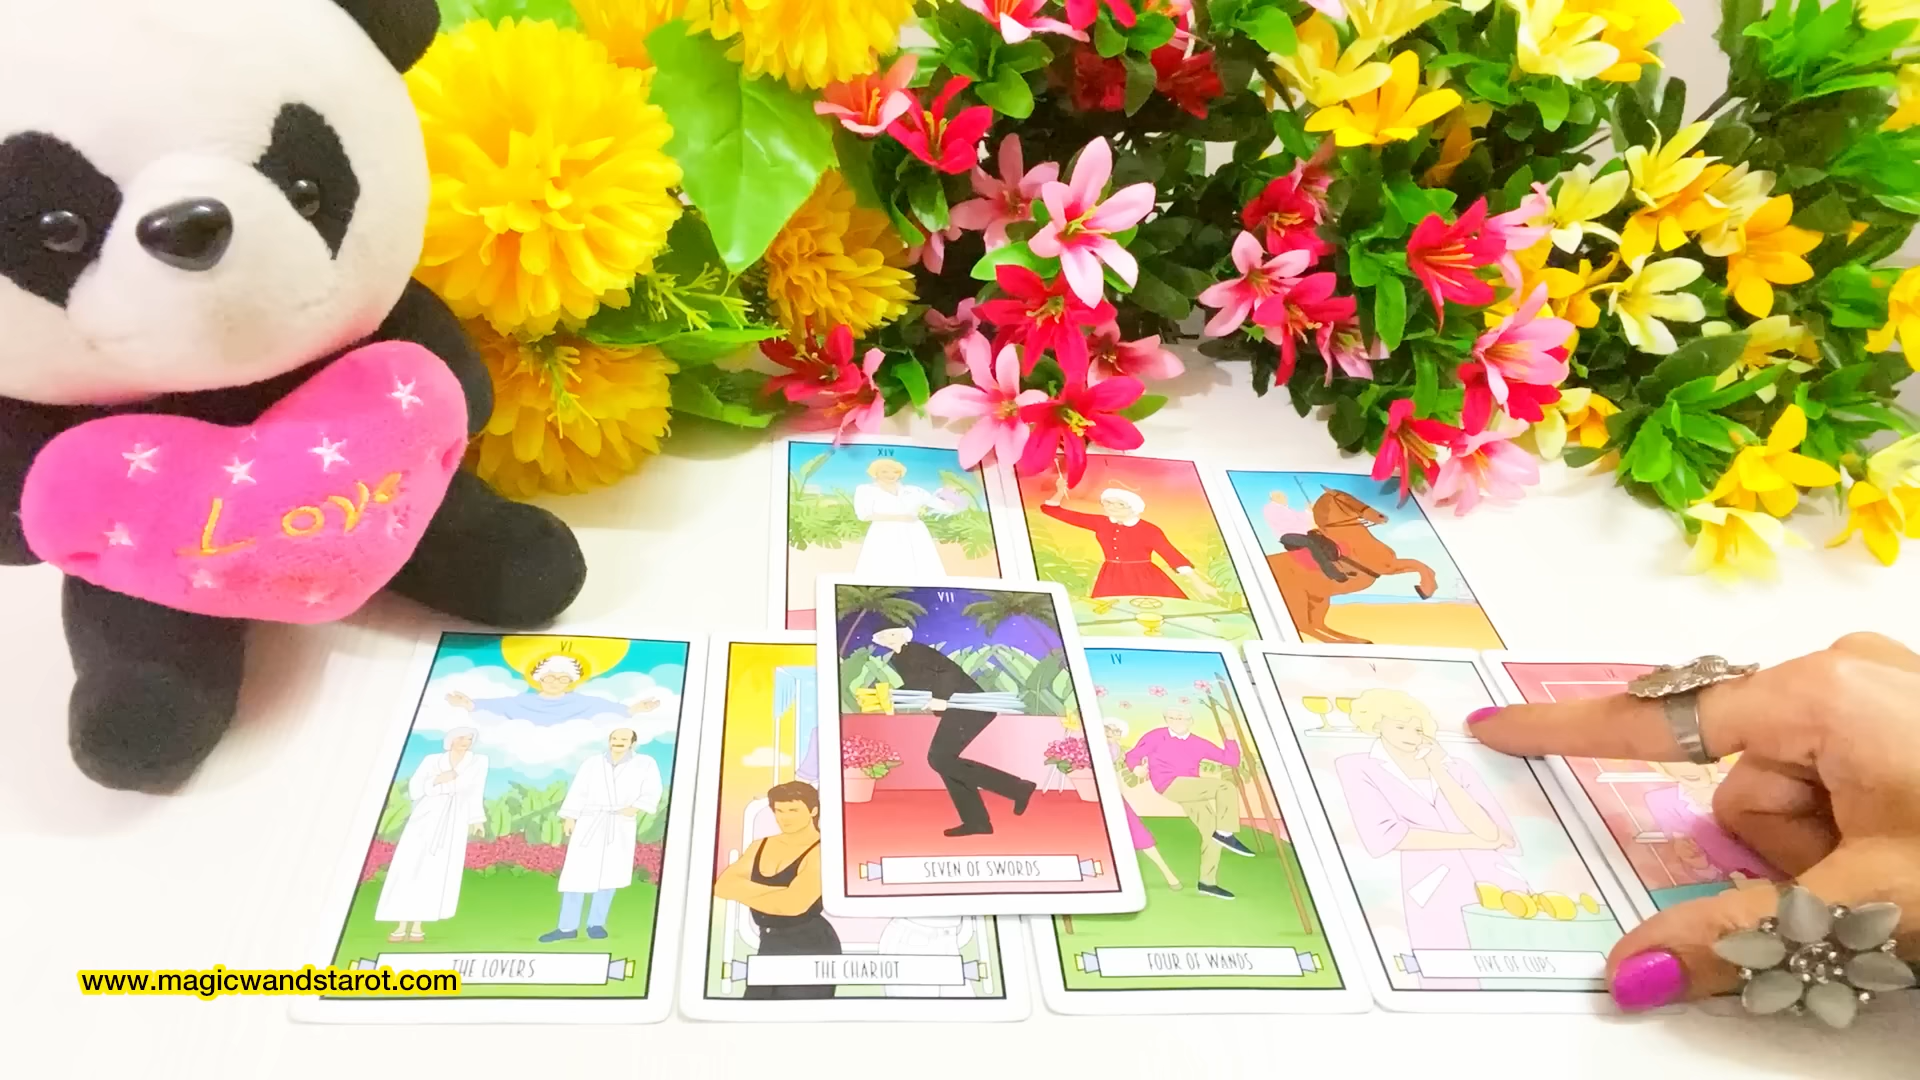 Love
XIV
I
VII
SEVEN OF SWORDS
VI
THE LOVERS
THE CHARIOT
IV
FOUR OF WANDS
V
FIVE OF CUPS
IX
www.magicwandstarot.com